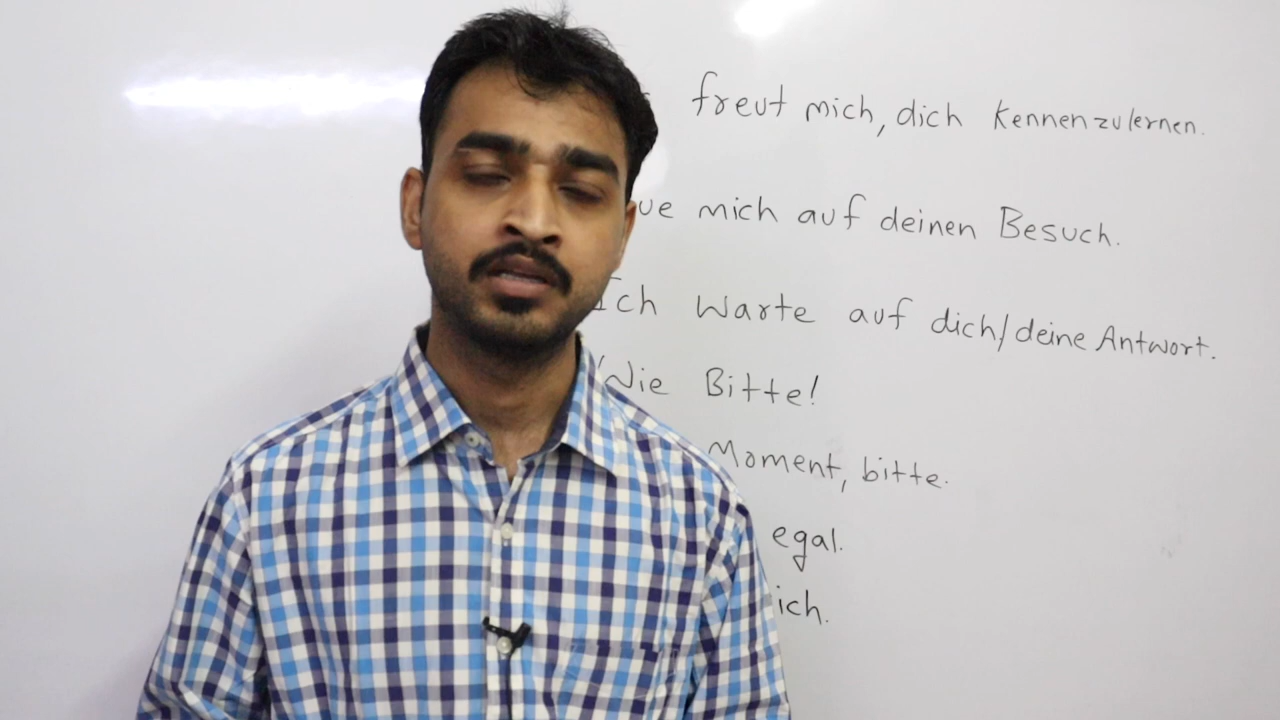 freut mich, dich kennenzulernen.
ue mich auf deinen Besuch.
Ich warte auf dich/deine Antwort.
Wie Bitte!
Moment, bitte.
egal.
ich.